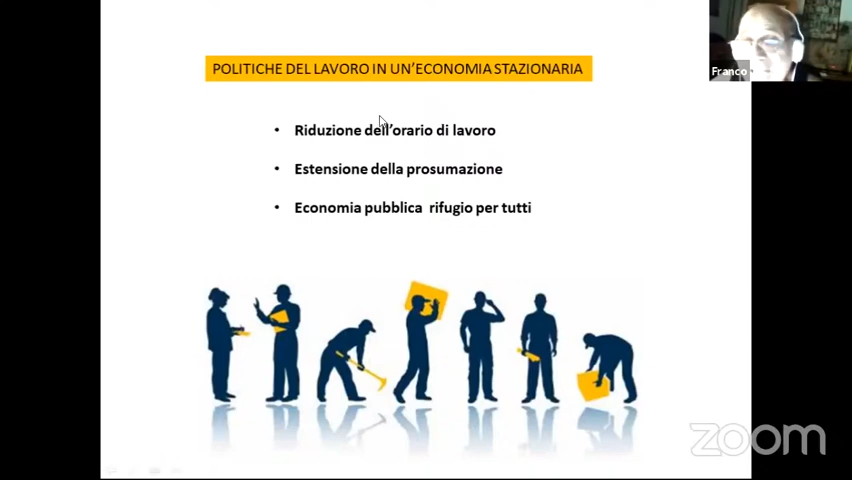 POLITICHE DEL LAVORO IN UN'ECONOMIA STAZIONARIA
Franco
• Riduzione dell'orario di lavoro
• Estensione della prosumazione
• Economia pubblica rifugio per tutti
zoom